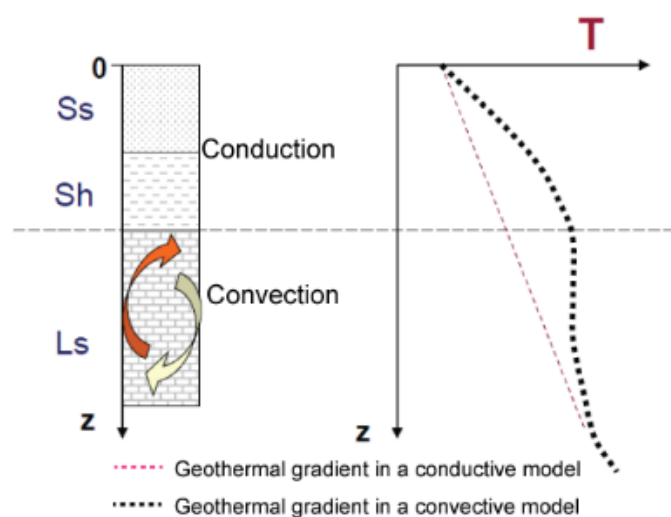 T
0
Ss
Conduction
Sh
Convection
Ls
z
z
Geothermal gradient in a conductive model
Geothermal gradient in a convective model